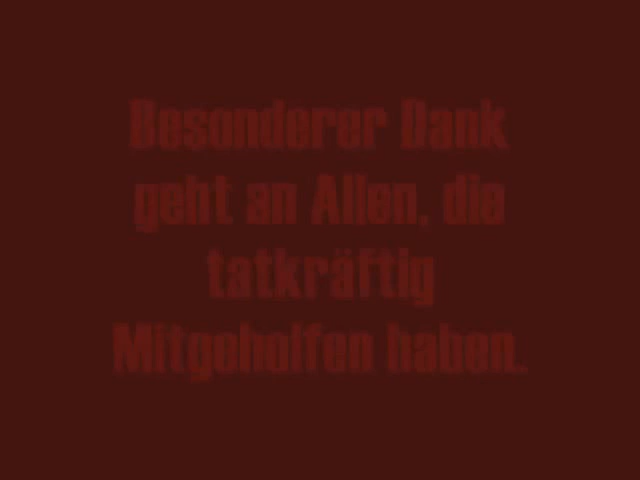 Besonderer Dank
geht an Allen, die
tatkräftig
Mitgeholfen haben.